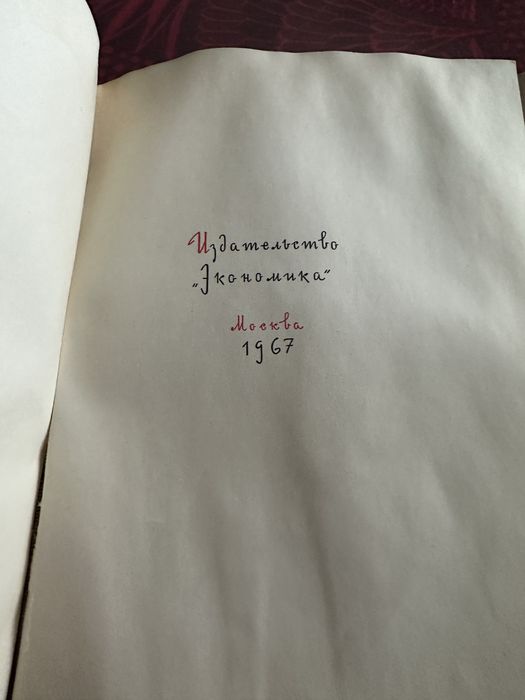 Издательство
„Экономика"
Москва
1967